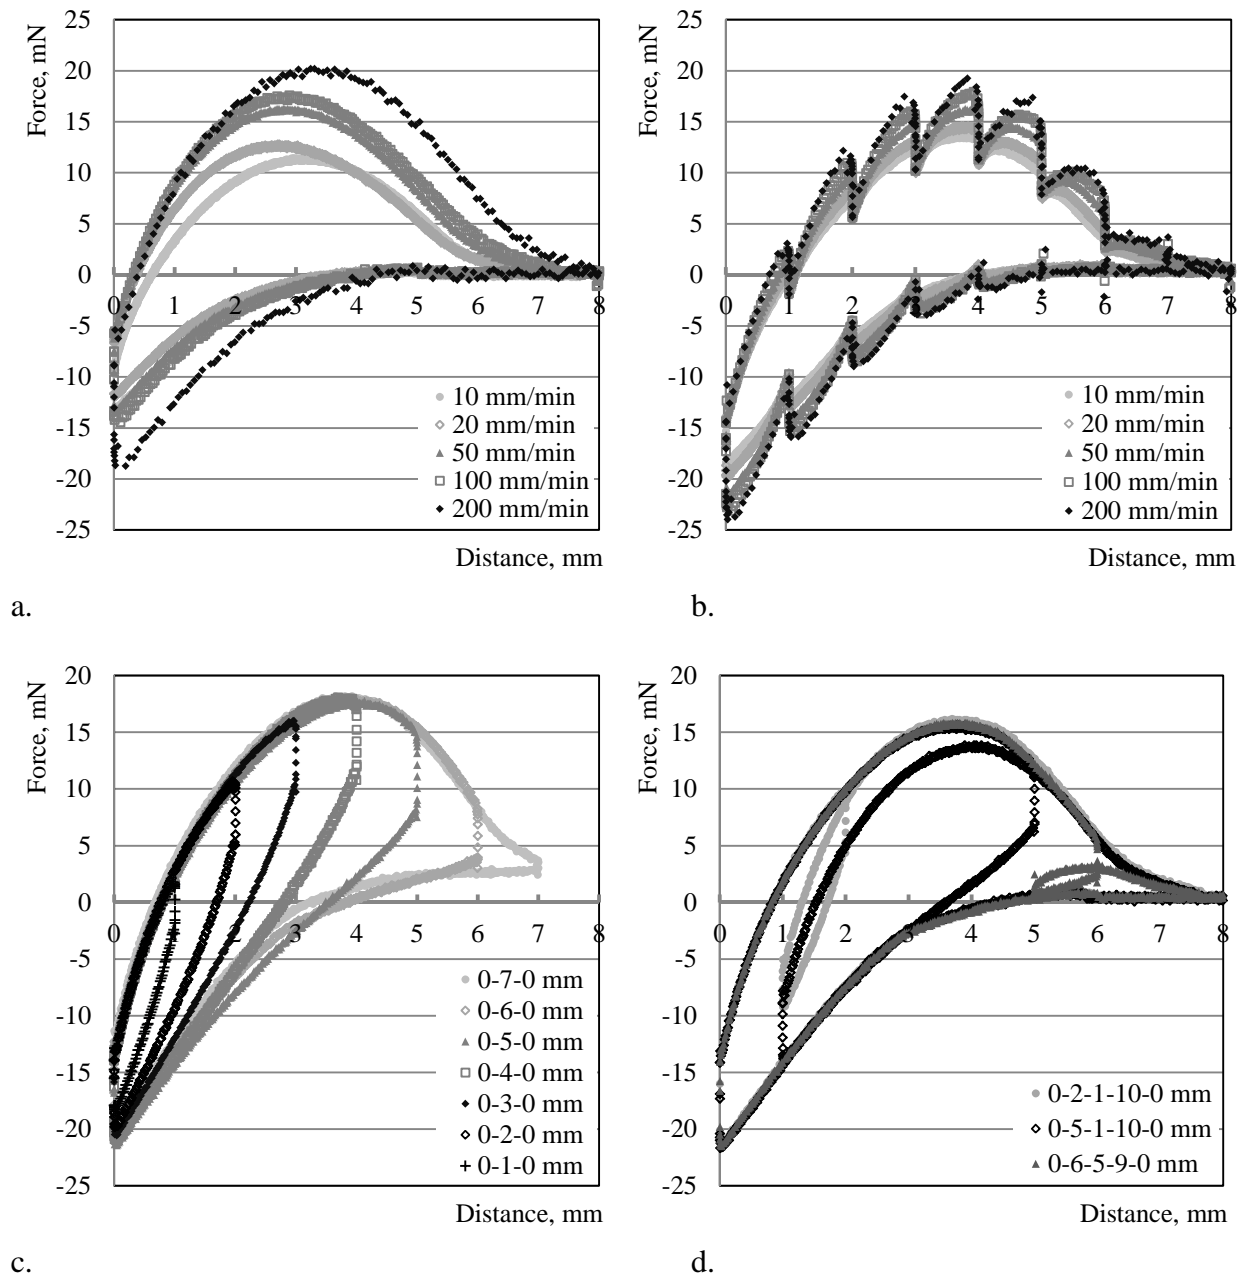 Force, mN
25
20
15
10
5
0
-5
-10
-15
-20
-25
0 1 2 3 4 5 6 7 8
10 mm/min
20 mm/min
50 mm/min
100 mm/min
200 mm/min
Distance, mm
a.
Force, mN
25
20
15
10
5
0
-5
-10
-15
-20
-25
0 1 2 3 4 5 6 7 8
10 mm/min
20 mm/min
50 mm/min
100 mm/min
200 mm/min
Distance, mm
b.
Force, mN
20
15
10
5
0
-5
-10
-15
-20
-25
0 1 2 3 4 5 6 7 8
0-7-0 mm
0-6-0 mm
0-5-0 mm
0-4-0 mm
0-3-0 mm
0-2-0 mm
0-1-0 mm
Distance, mm
c.
Force, mN
20
15
10
5
0
-5
-10
-15
-20
-25
0 1 2 3 4 5 6 7 8
0-2-1-10-0 mm
0-5-1-10-0 mm
0-6-5-9-0 mm
Distance, mm
d.